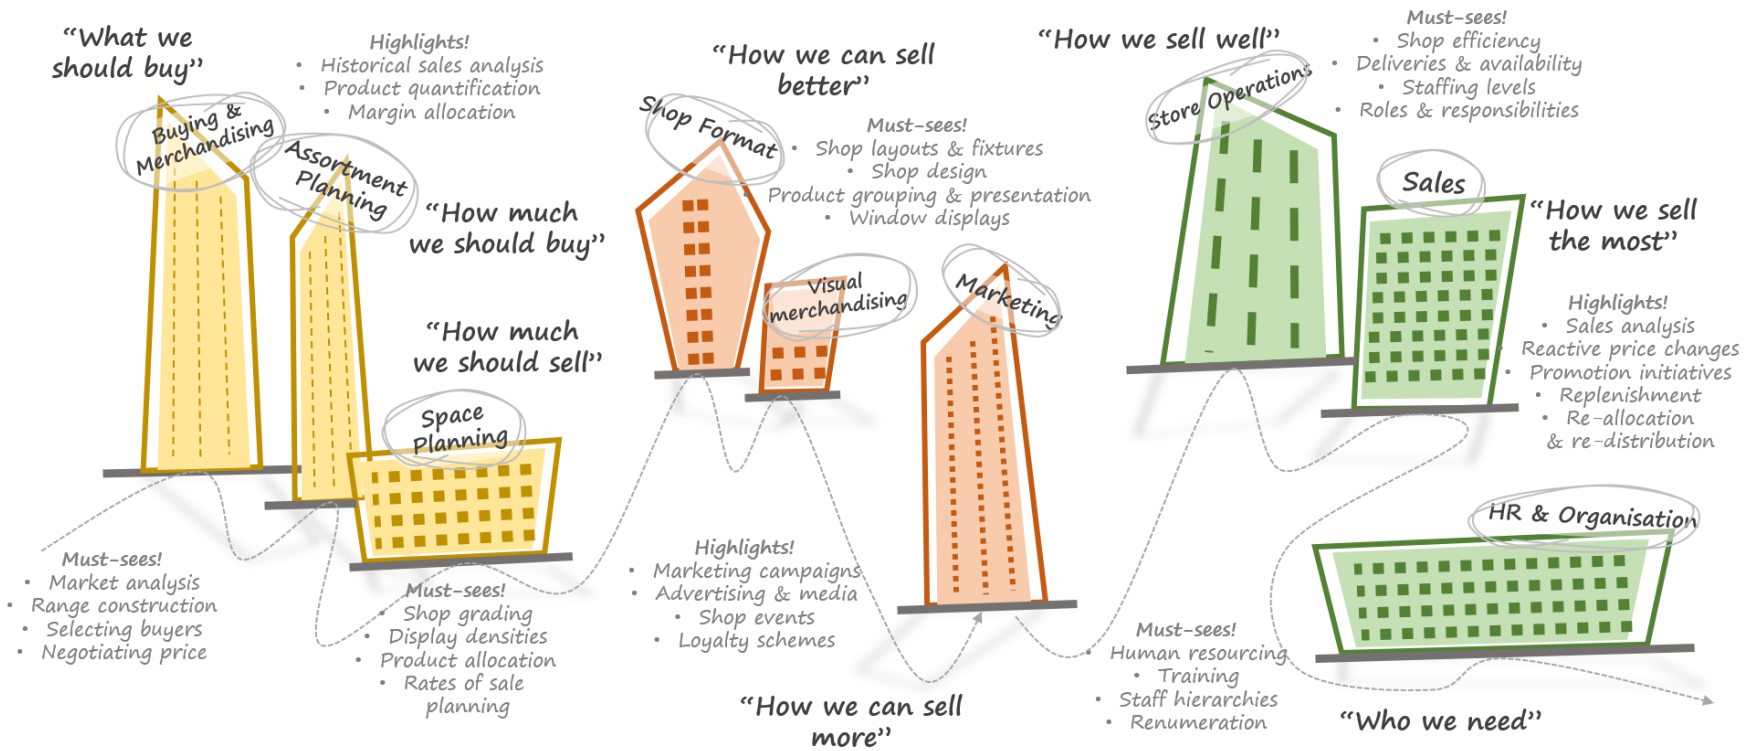 “What we
should buy”
Buying &
Merchandising
Highlights!
• Historical sales analysis
• Product quantification
• Margin allocation
Assortment
Planning
“How much
we should buy”
“How much
we should sell”
Space
Planning
Must-sees!
• Market analysis
• Range construction
• Selecting buyers
• Negotiating price
Must-sees!
• Shop grading
• Display densities
• Product allocation
• Rates of sale
planning
“How we can sell
better”
Shop Format
Must-sees!
• Shop layouts & fixtures
• Shop design
• Product grouping & presentation
• Window displays
Visual
merchandising
Marketing
Highlights!
• Marketing campaigns
• Advertising & media
• Shop events
• Loyalty schemes
“How we can sell
more”
“How we sell well”
Store Operations
Must-sees!
• Shop efficiency
• Deliveries & availability
• Staffing levels
• Roles & responsibilities
Sales
“How we sell
the most”
Highlights!
• Sales analysis
• Reactive price changes
• Promotion initiatives
• Replenishment
• Re-allocation
& re-distribution
HR & Organisation
Must-sees!
• Human resourcing
• Training
• Staff hierarchies
• Renumeration
“Who we need”